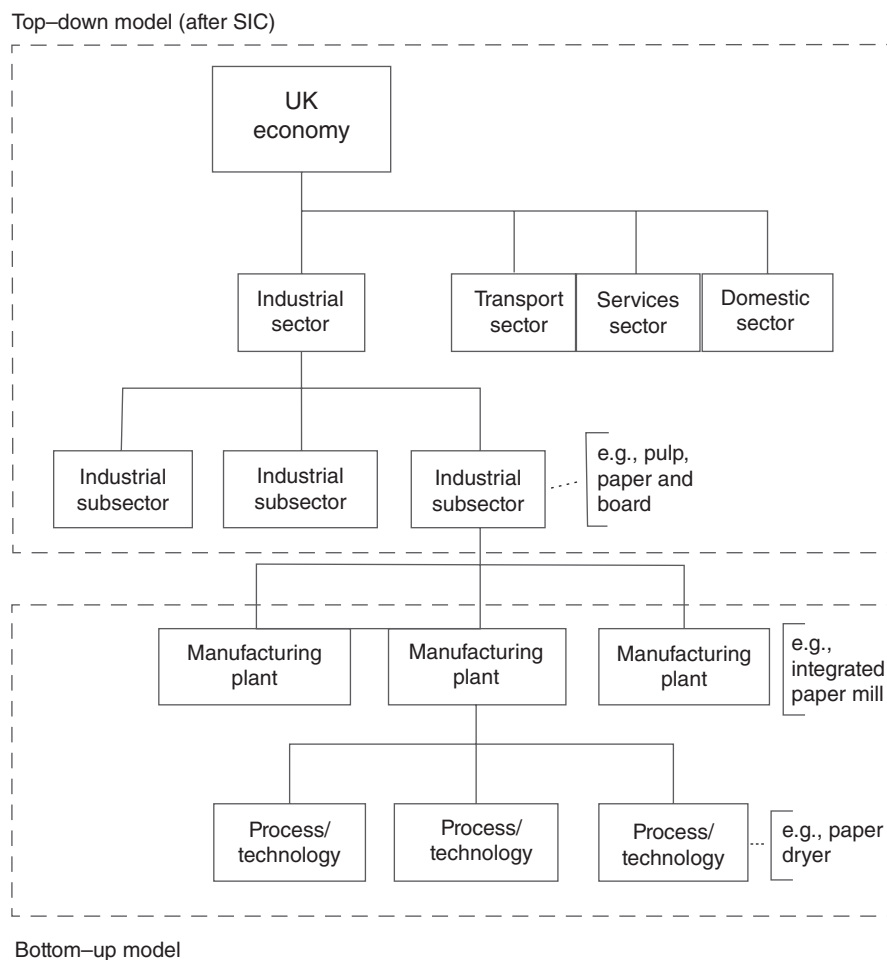 Top–down model (after SIC)
UK
economy
Industrial
sector
Transport
sector
Services
sector
Domestic
sector
Industrial
subsector
Industrial
subsector
Industrial
subsector
e.g., pulp,
paper and
board
Manufacturing
plant
Manufacturing
plant
Manufacturing
plant
e.g.,
integrated
paper mill
Process/
technology
Process/
technology
Process/
technology
e.g., paper
dryer
Bottom–up model